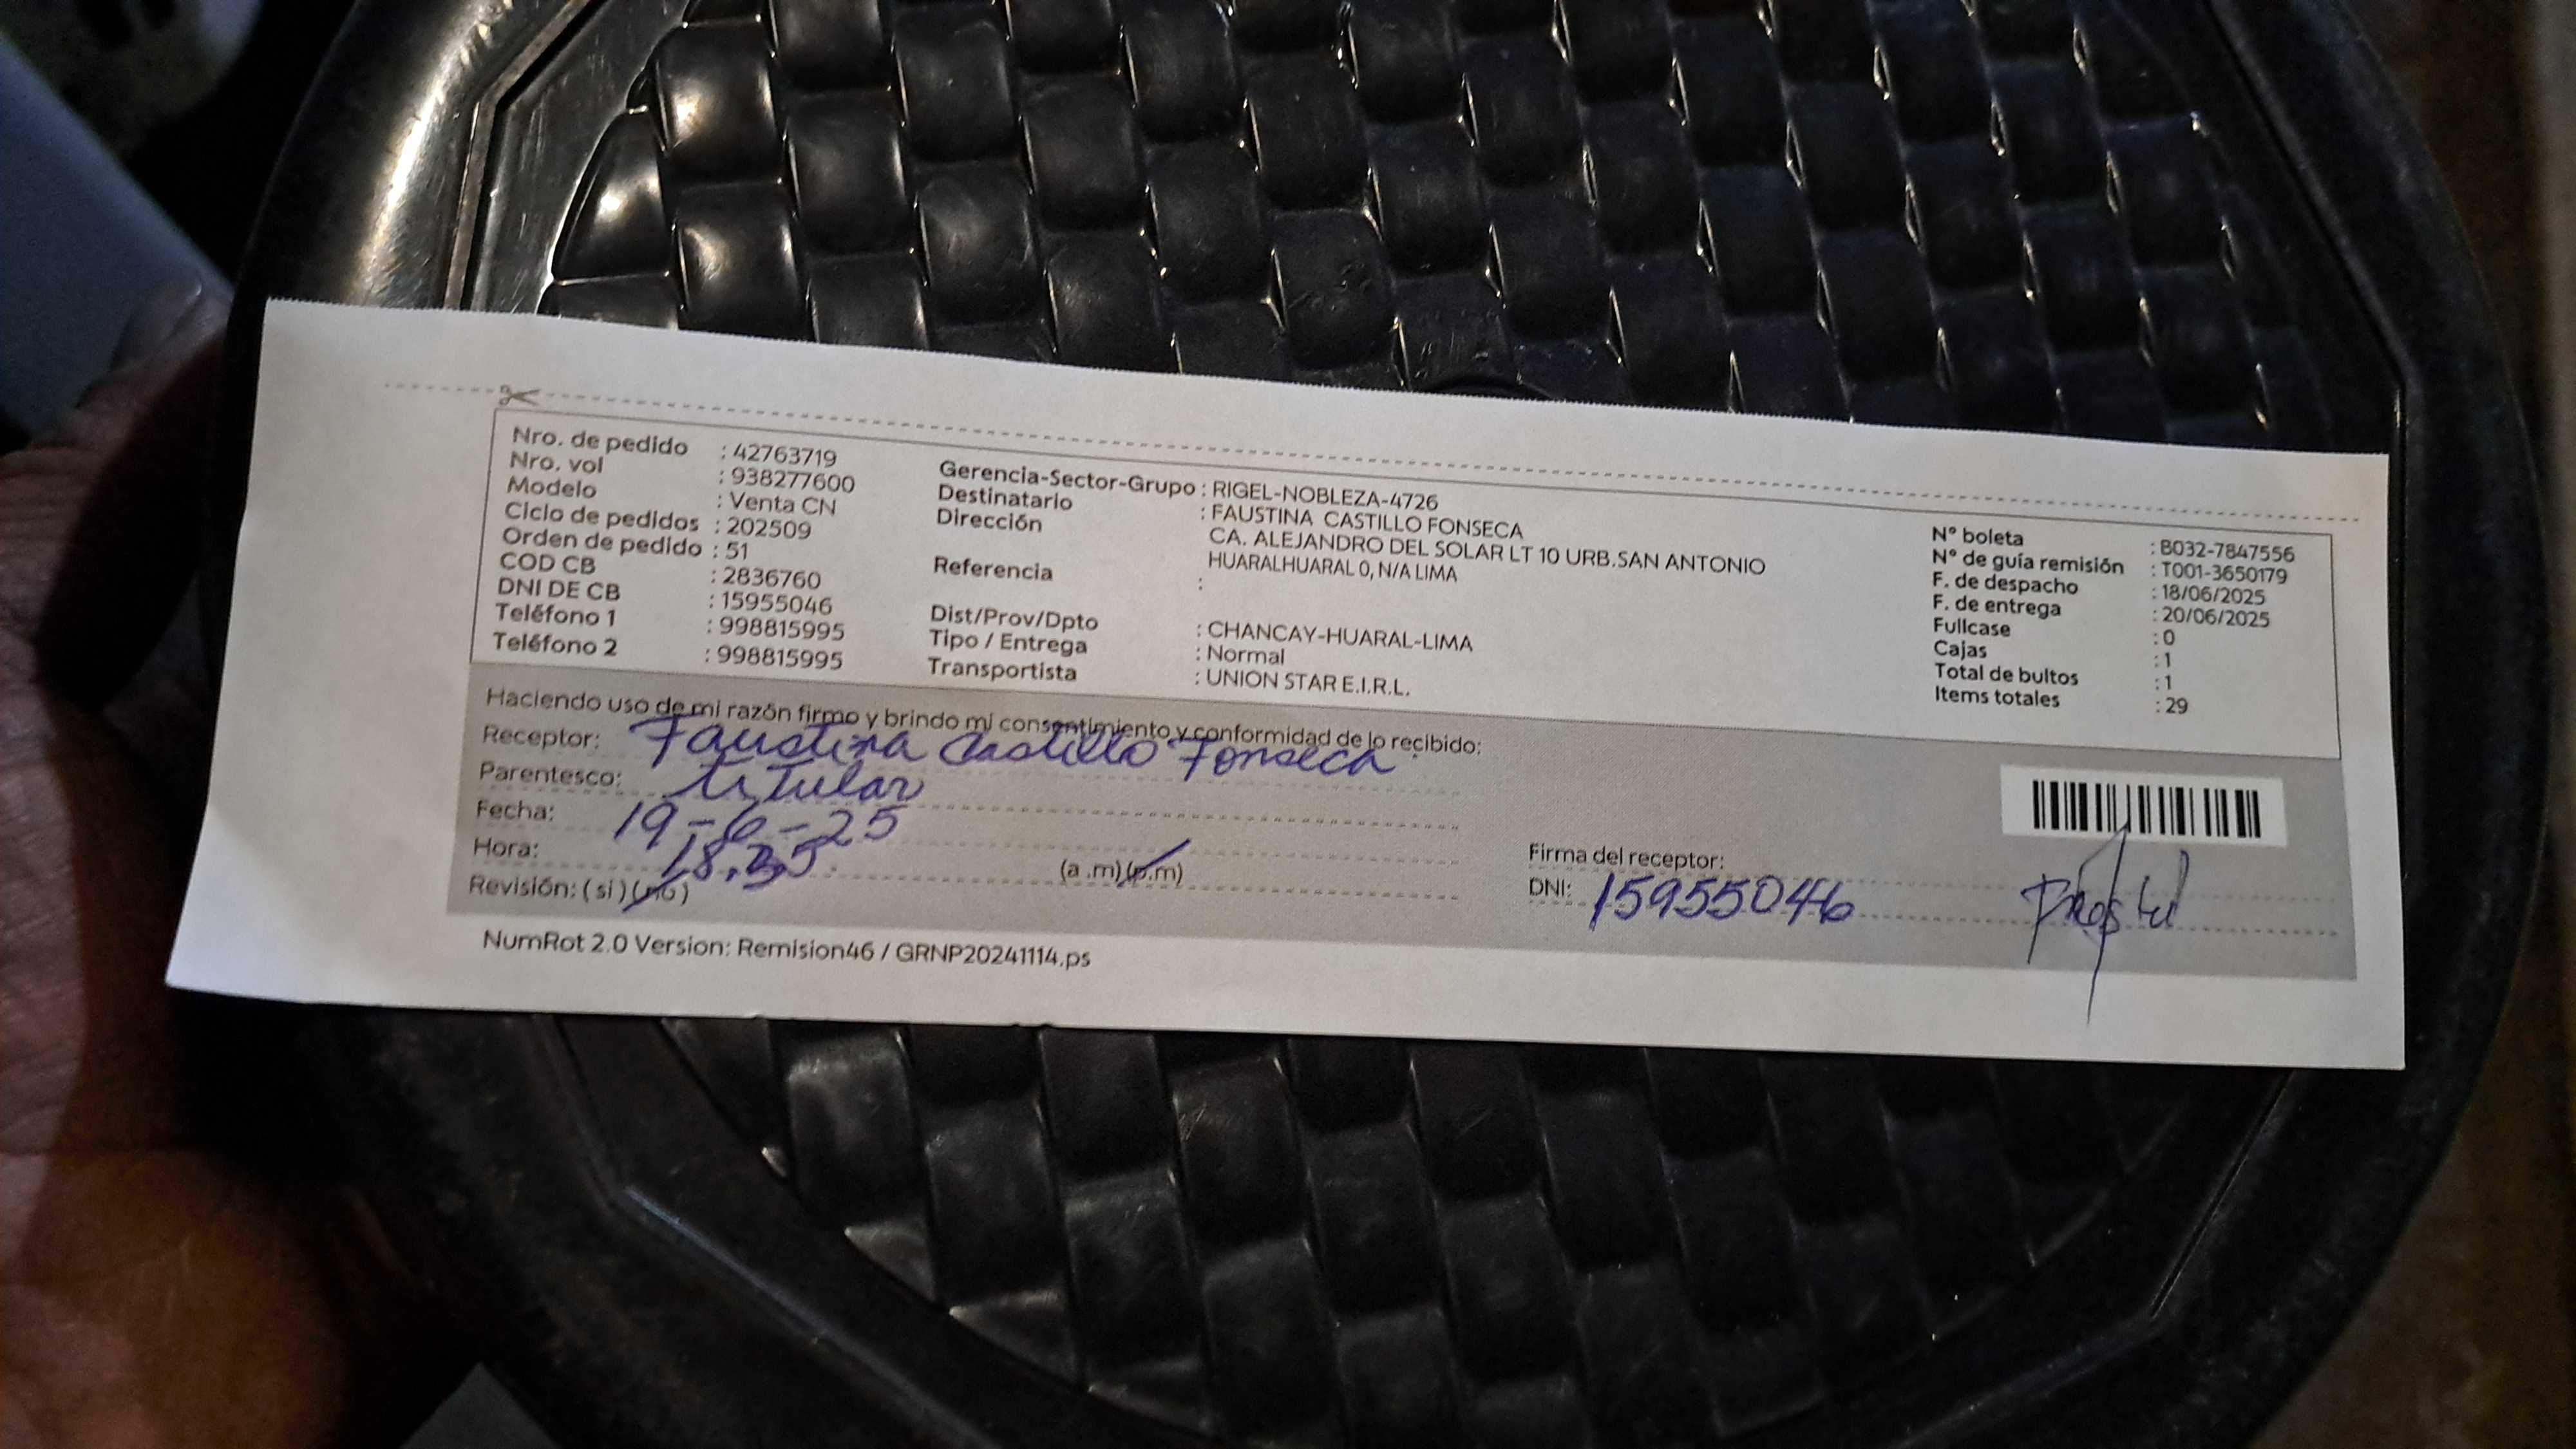 Nro. de pedido : 42763719
Nro. vol : 938277600
Modelo : Venta CN
Ciclo de pedidos : 202509
Orden de pedido : 51
COD CB : 2836760
DNI DE CB : 15955046
Teléfono 1 : 998815995
Teléfono 2 : 998815995
Gerencia-Sector-Grupo : RIGEL-NOBLEZA-4726
Destinatario : FAUSTINA CASTILLO FONSECA
Dirección CA. ALEJANDRO DEL SOLAR LT 10 URB.SAN ANTONIO
HUARALHUARAL 0, N/A LIMA
Referencia :
Dist/Prov/Dpto : CHANCAY-HUARAL-LIMA
Tipo / Entrega : Normal
Transportista : UNION STAR E.I.R.L.
N° boleta : B032-7847556
N° de guía remisión : T001-3650179
F. de despacho : 18/06/2025
F. de entrega : 20/06/2025
Fullcase : 0
Cajas : 1
Total de bultos : 1
Items totales : 29
Haciendo uso de mi razón firmo y brindo mi consentimiento y conformidad de lo recibido:
Receptor: Faustina Castillo Fonseca
Parentesco: titular
Fecha: 19-6-25
Hora: 18.35 (a .m) (p.m)
Revisión: ( si ) ( no )
Firma del receptor:
DNI: 15955046
NumRot 2.0 Version: Remision46 / GRNP20241114.ps